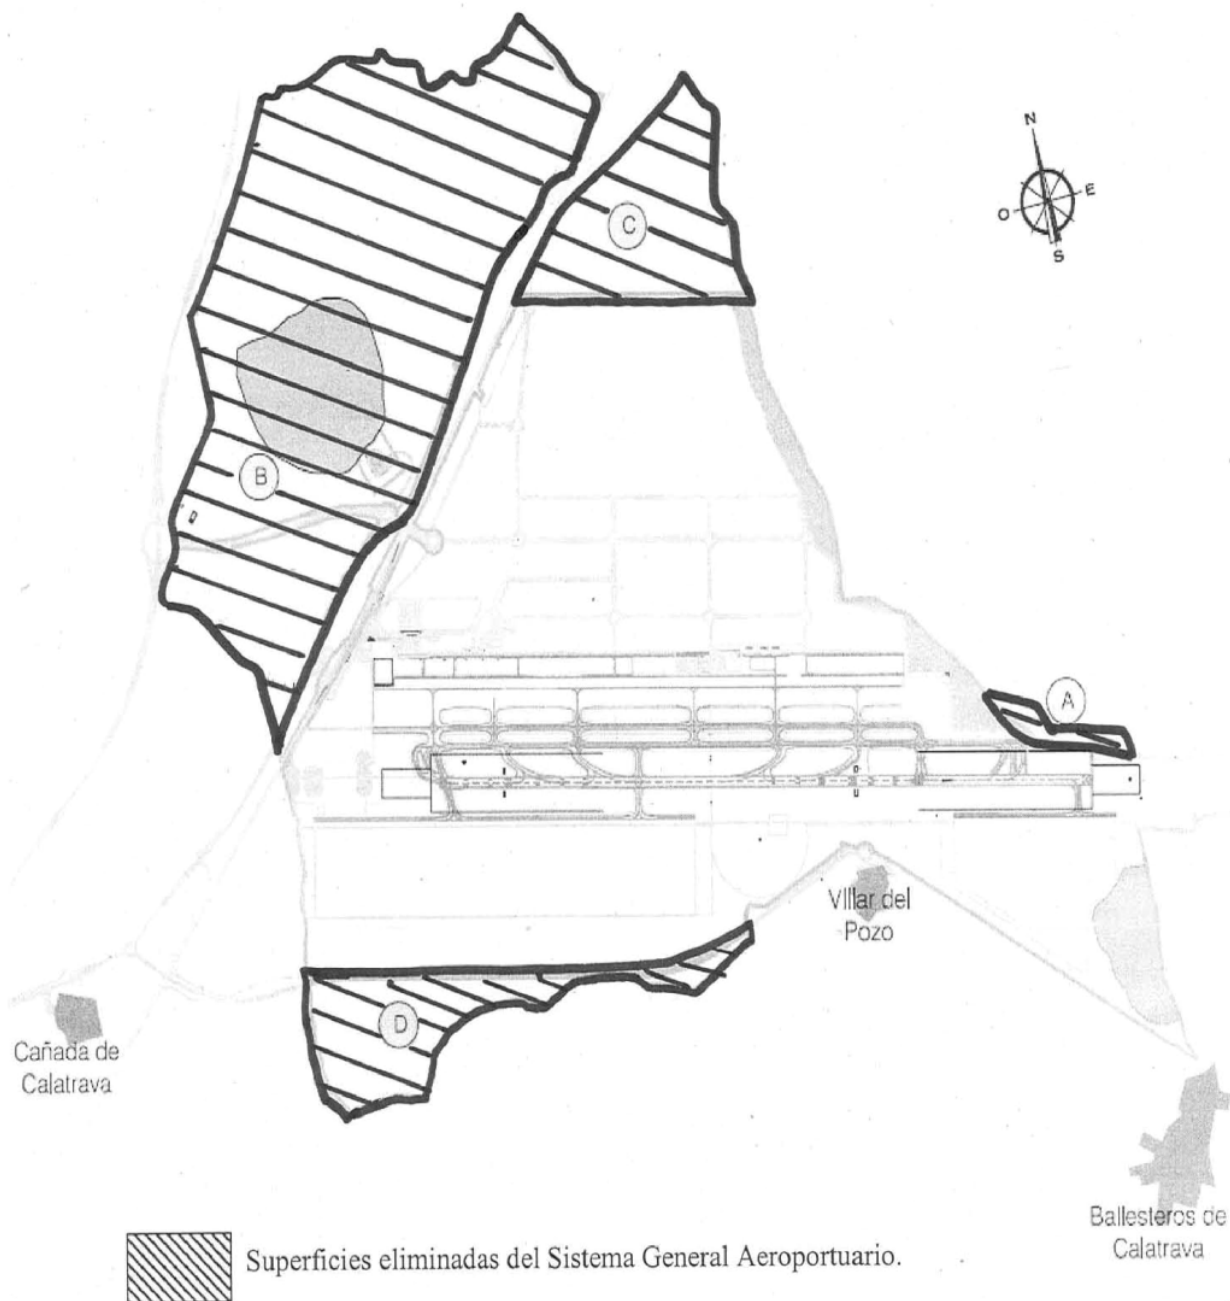 N
E
O
S
C
B
A
VIllar del
Pozo
D
Cañada de
Calatrava
Ballesteros de
Calatrava
Superficies eliminadas del Sistema General Aeroportuario.